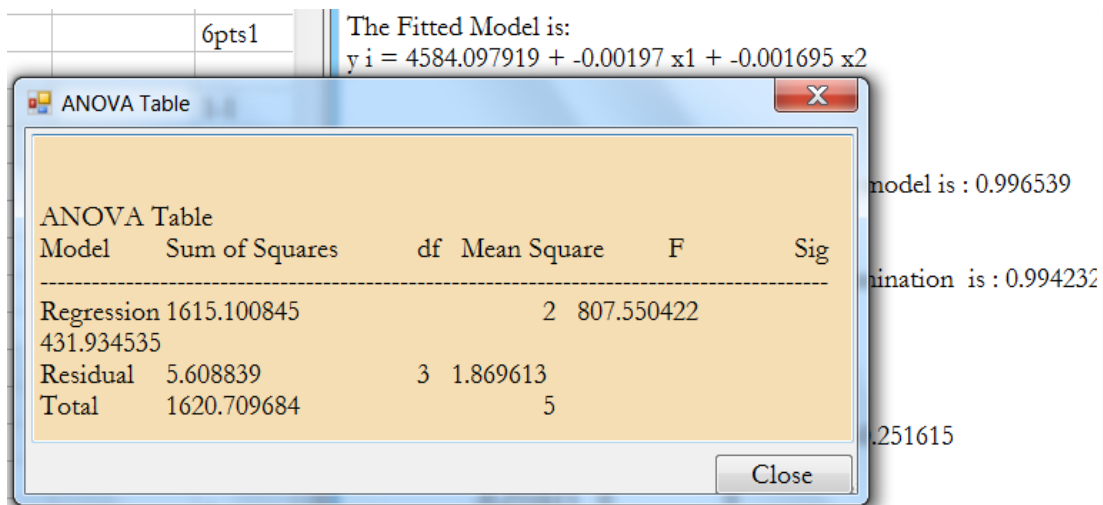 6pts1
The Fitted Model is:
y i = 4584.097919 + -0.00197 x1 + -0.001695 x2
ANOVA Table
model is : 0.996539
ANOVA Table
Model Sum of Squares df Mean Square F Sig
--------------------------------------------------------------------------------
Regression 1615.100845 2 807.550422
431.934535
Residual 5.608839 3 1.869613
Total 1620.709684 5
is : 0.994232
.251615
Close